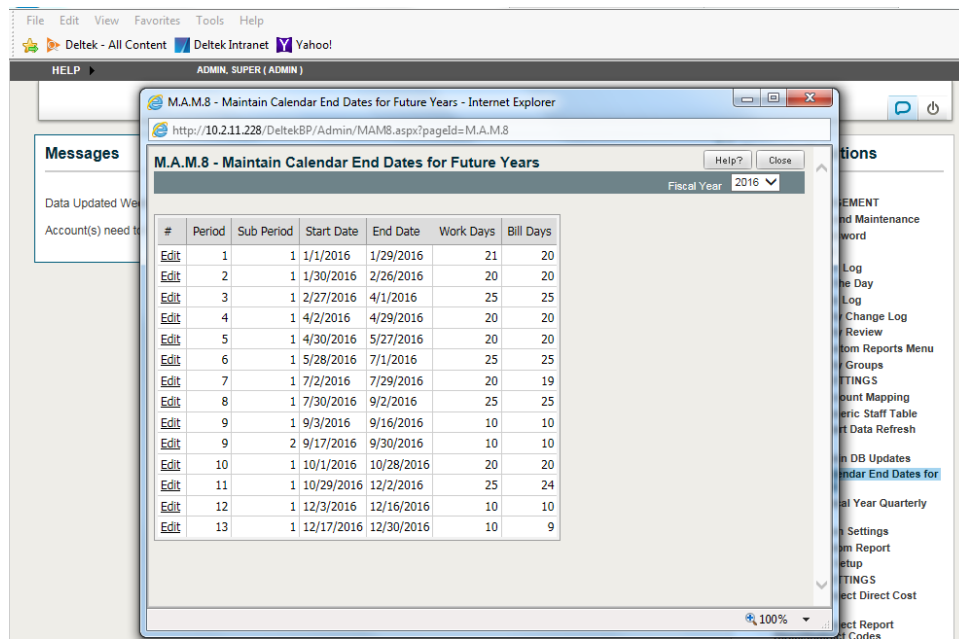 File Edit View Favorites Tools Help
Deltek - All Content Deltek Intranet Yahoo!
HELP ADMIN, SUPER ( ADMIN )
M.A.M.8 - Maintain Calendar End Dates for Future Years - Internet Explorer
http://10.2.11.228/DeltekBP/Admin/MAM8.aspx?pageId=M.A.M.8
M.A.M.8 - Maintain Calendar End Dates for Future Years Help? Close
Fiscal Year 2016
# Period Sub Period Start Date End Date Work Days Bill Days
Edit 1 1 1/1/2016 1/29/2016 21 20
Edit 2 1 1/30/2016 2/26/2016 20 20
Edit 3 1 2/27/2016 4/1/2016 25 25
Edit 4 1 4/2/2016 4/29/2016 20 20
Edit 5 1 4/30/2016 5/27/2016 20 20
Edit 6 1 5/28/2016 7/1/2016 25 25
Edit 7 1 7/2/2016 7/29/2016 20 19
Edit 8 1 7/30/2016 9/2/2016 25 25
Edit 9 1 9/3/2016 9/16/2016 10 10
Edit 9 2 9/17/2016 9/30/2016 10 10
Edit 10 1 10/1/2016 10/28/2016 20 20
Edit 11 1 10/29/2016 12/2/2016 25 24
Edit 12 1 12/3/2016 12/16/2016 10 10
Edit 13 1 12/17/2016 12/30/2016 10 9
100%
Messages
Data Updated We
Account(s) need to
tions
EMENT
nd Maintenance
word
Log
he Day
Log
Change Log
Review
tom Reports Menu
Groups
TTINGS
ount Mapping
eric Staff Table
rt Data Refresh
n DB Updates
endar End Dates for
al Year Quarterly
Settings
om Report
etup
TTINGS
ect Direct Cost
ect Report
ct Codes